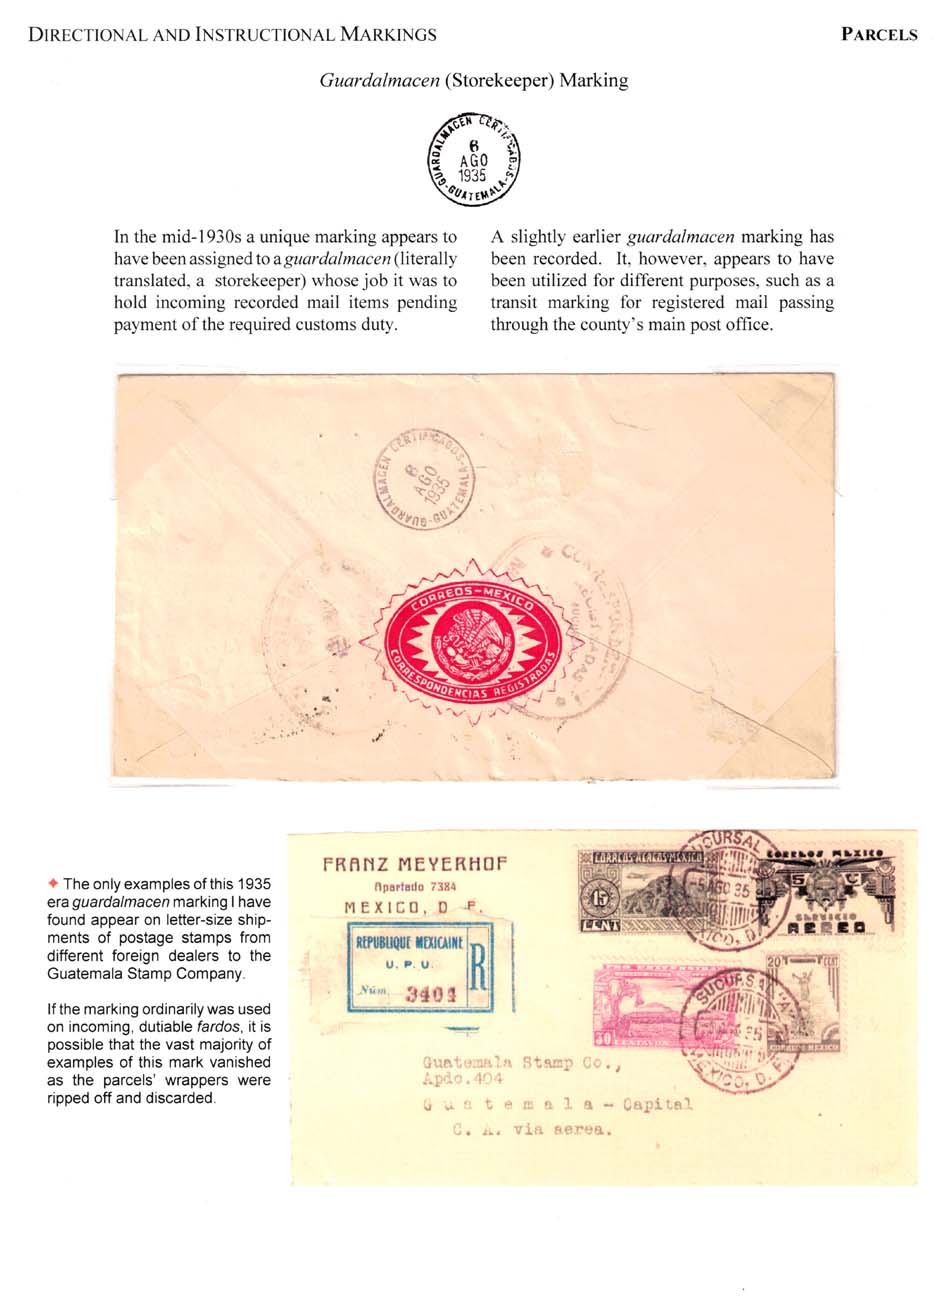 DIRECTIONAL AND INSTRUCTIONAL MARKINGS
PARCELS
Guardalmacen (Storekeeper) Marking
GUARDALMACEN CERTIFICADOS
6
AGO
1935
-GUATEMALA-
In the mid-1930s a unique marking appears to
have been assigned to a guardalmacen (literally
translated, a storekeeper) whose job it was to
hold incoming recorded mail items pending
payment of the required customs duty.
A slightly earlier guardalmacen marking has
been recorded. It, however, appears to have
been utilized for different purposes, such as a
transit marking for registered mail passing
through the county's main post office.
GUARDALMACEN CERTIFICADOS
6
AGO
1935
-GUATEMALA-
CORREOS-MEXICO
CORRESPONDENCIAS REGISTRADAS
✦ The only examples of this 1935
era guardalmacen marking I have
found appear on letter-size ship-
ments of postage stamps from
different foreign dealers to the
Guatemala Stamp Company.
If the marking ordinarily was used
on incoming, dutiable fardos, it is
possible that the vast majority of
examples of this mark vanished
as the parcels' wrappers were
ripped off and discarded.
FRANZ MEYERHOF
Apartado 7384
MEXICO, D. F.
REPUBLIQUE MEXICAINE
U. P. U.
R
Núm. 3404
CORREOS AEREOS MEXICO
15
CENT
SUCURSAL
5 AGO 35
MEXICO, D.
CORREOS MEXICO
5 C
SERVICIO
AEREO
30 CENTAVOS
20 CENT
CORREOS MEXICO
SUCURSAL "A"
35
MEXICO, D. F.
Guatemala Stamp Co.,
Apdo.404
Guatemala - Capital
C. A. via aerea.